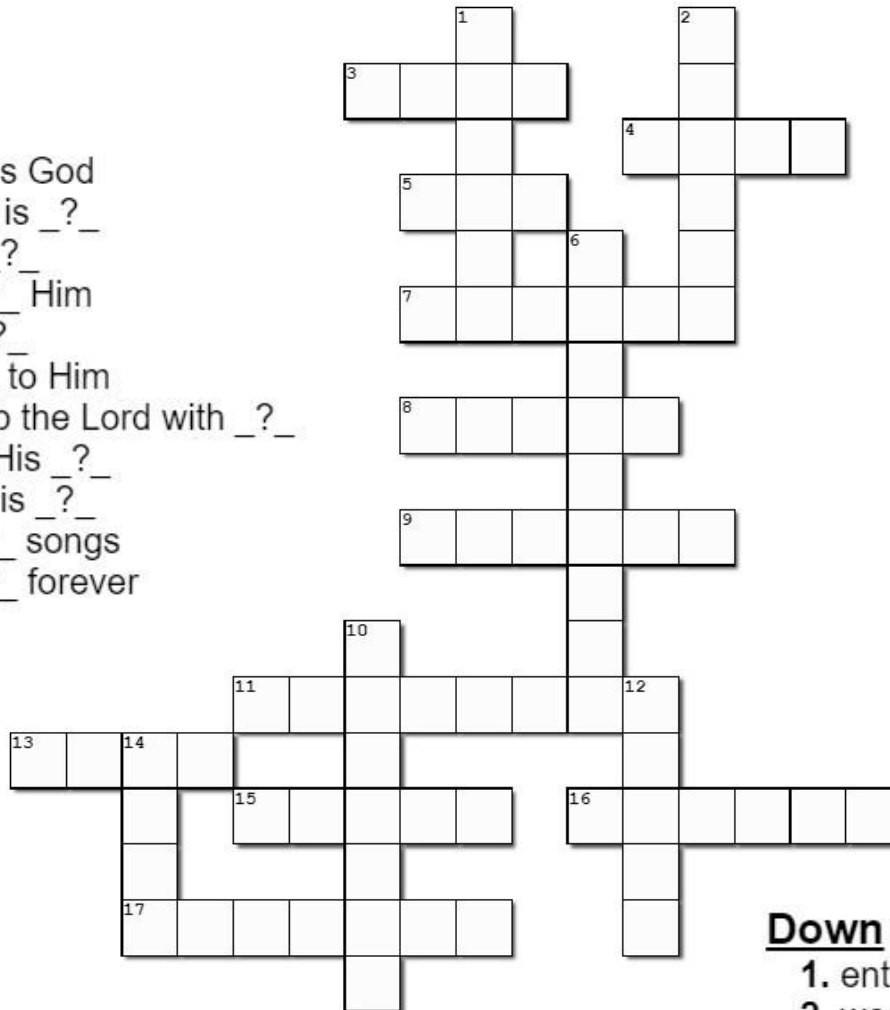 1
2
3
4
s God
is _?_
5
?_
6
_ Him
7
?_
to Him
8
the Lord with _?_
His _?_
is _?_
9
_ songs
_ forever
10
11
12
13
14
15
16
17
Down
1. ent